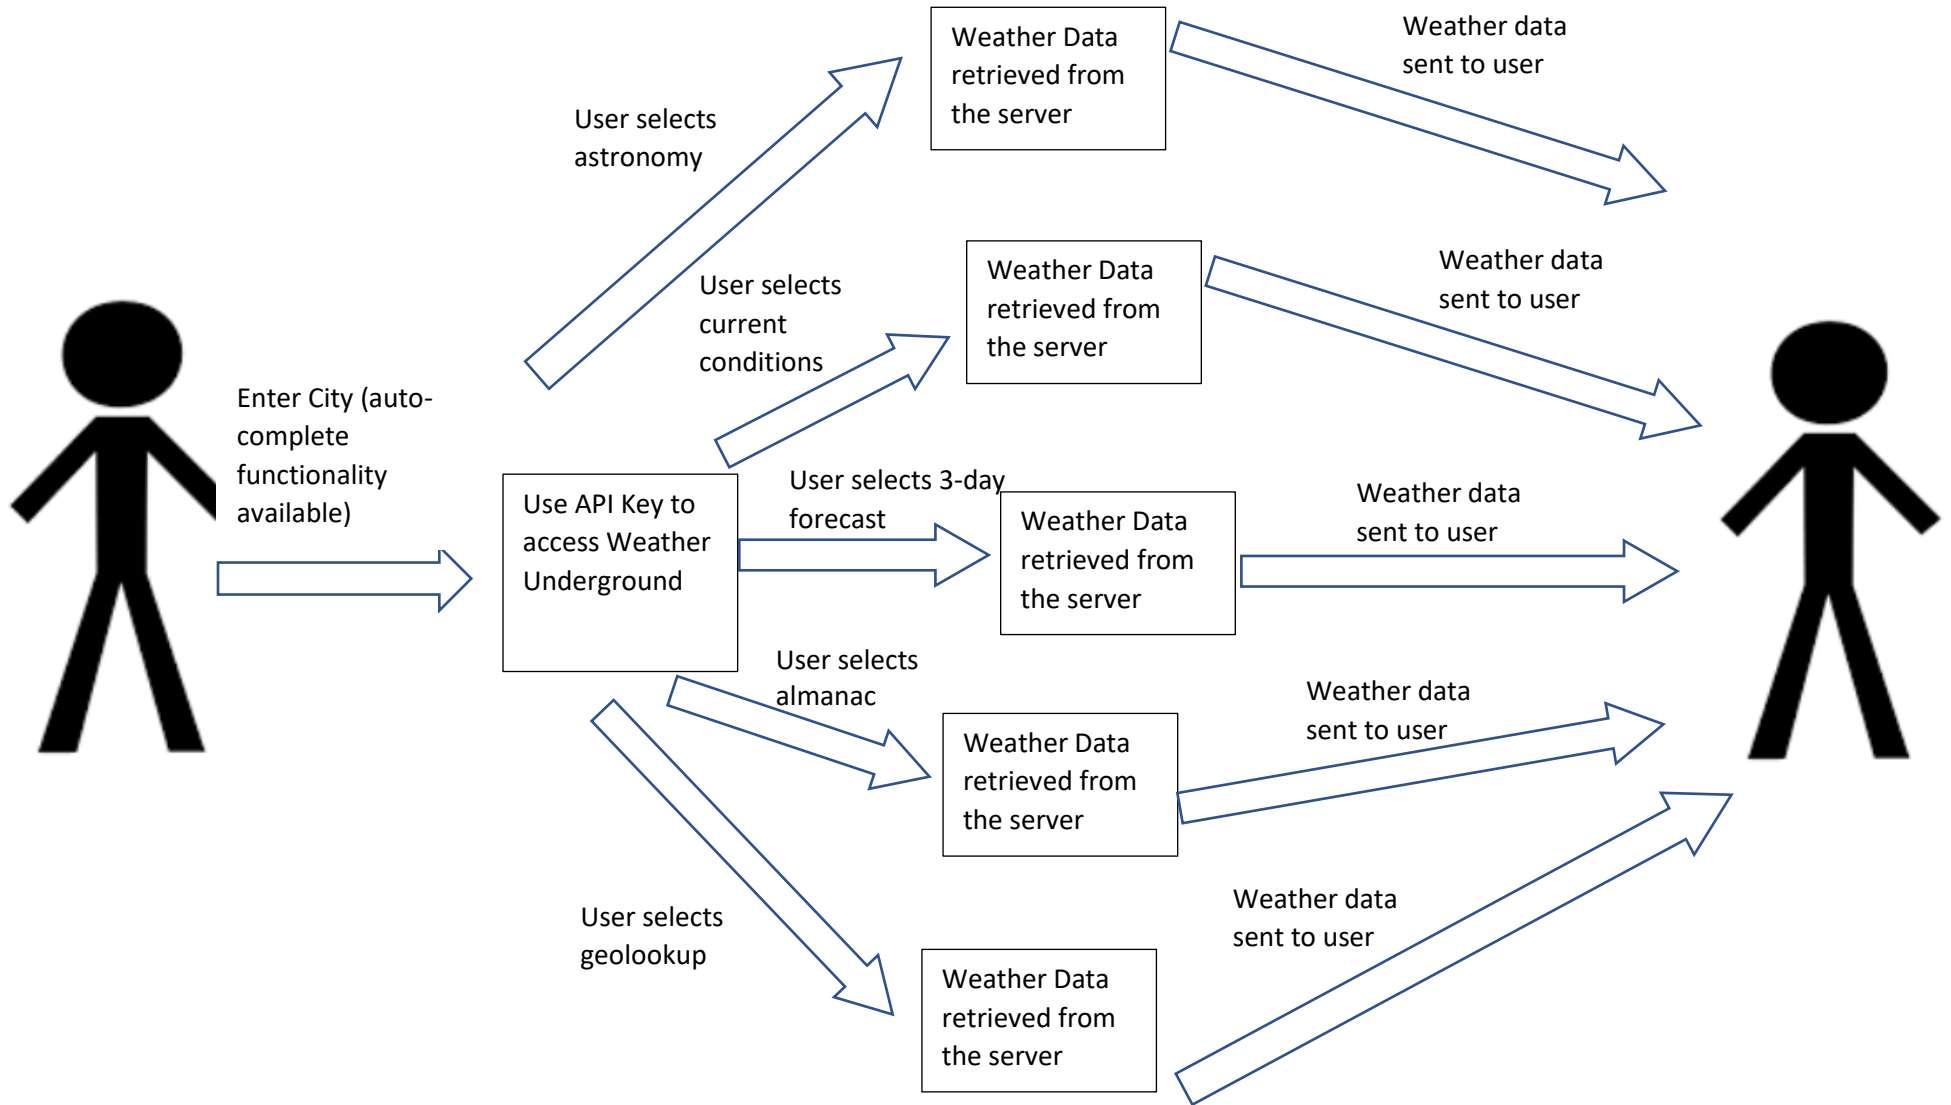 Weather Data
retrieved from
the server
Weather data
sent to user
User selects
astronomy
Weather Data
retrieved from
the server
Weather data
sent to user
User selects
current
conditions
Enter City (auto-
complete
functionality
available)
Use API Key to
access Weather
Underground
User selects 3-day
forecast
Weather Data
retrieved from
the server
Weather data
sent to user
User selects
almanac
Weather Data
retrieved from
the server
Weather data
sent to user
User selects
geolookup
Weather Data
retrieved from
the server
Weather data
sent to user